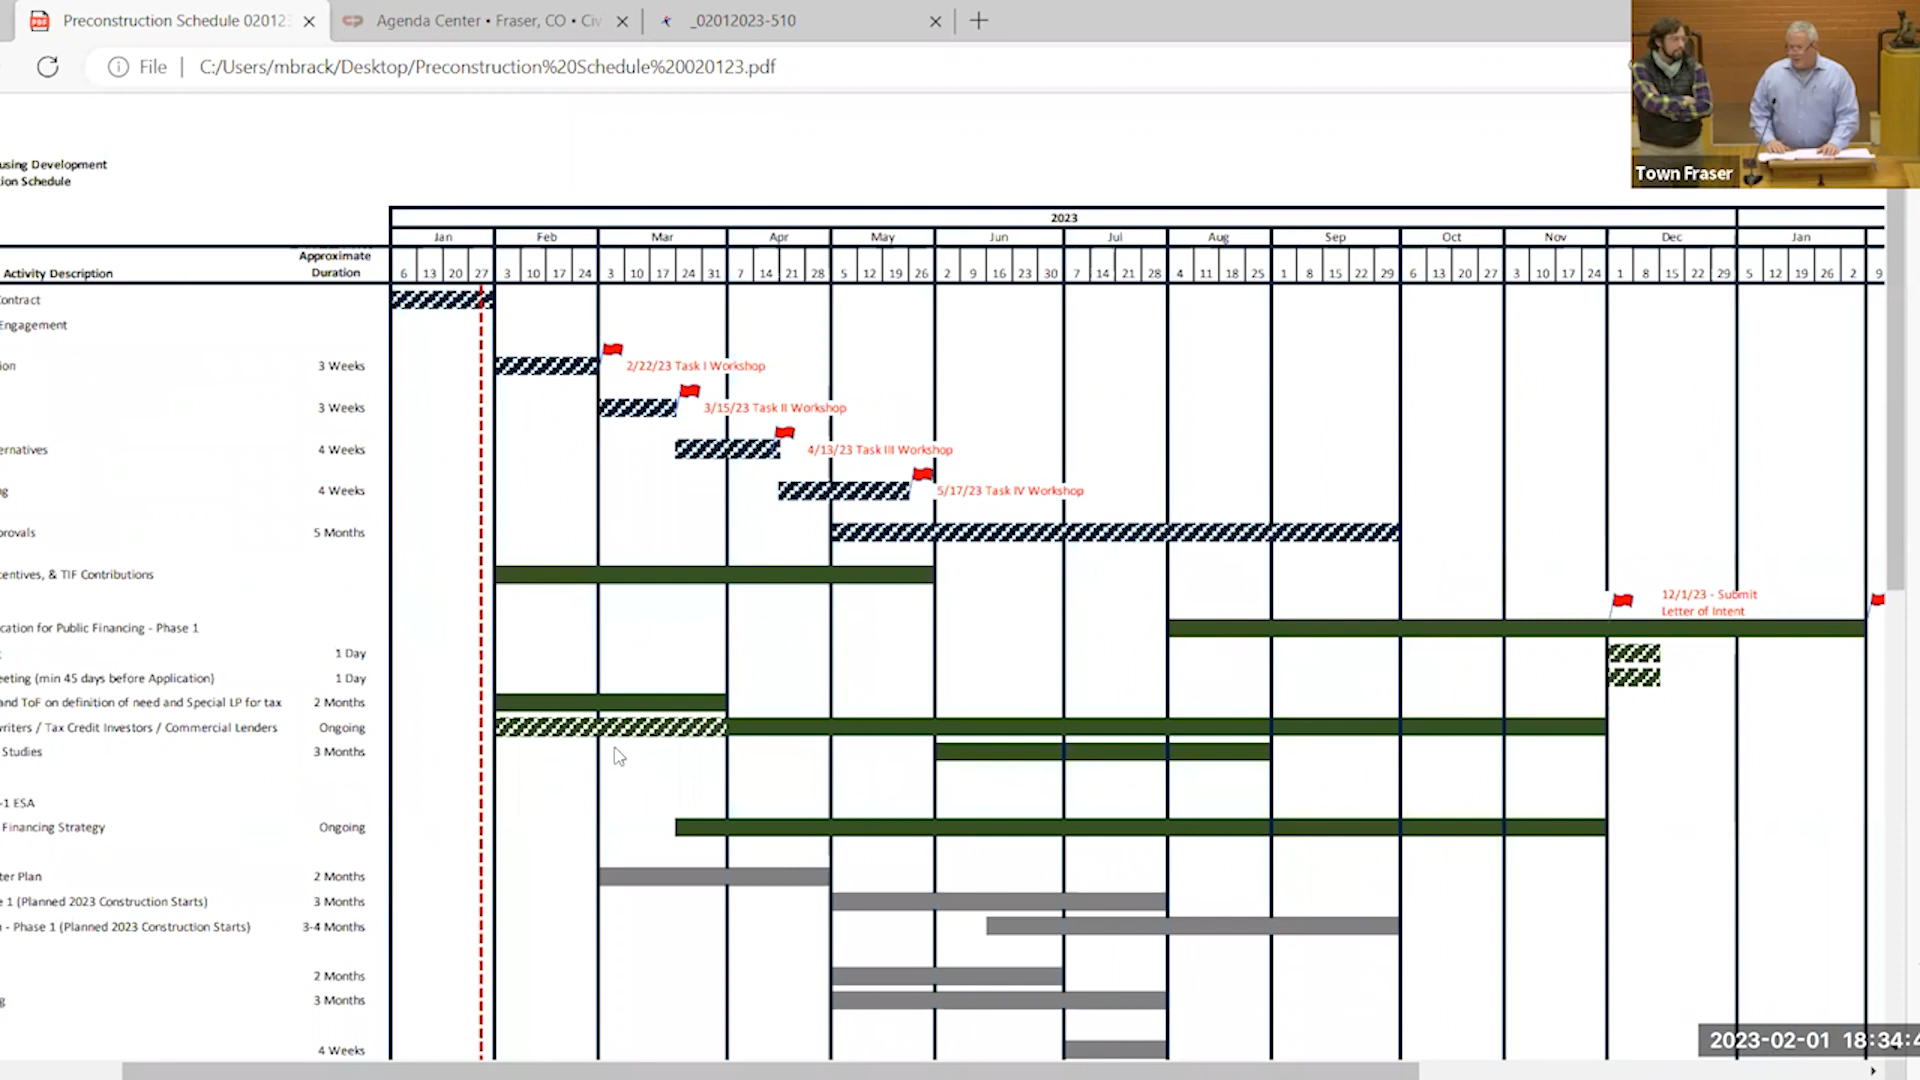 Preconstruction Schedule 020123
Agenda Center • Fraser, CO • Civ
_02012023-510
File | C:/Users/mbrack/Desktop/Preconstruction%20Schedule%20020123.pdf
Town Fraser
using Development
ion Schedule
2023
Jan Feb Mar Apr May Jun Jul Aug Sep Oct Nov Dec Jan
Activity Description Approximate Duration
6 13 20 27 3 10 17 24 3 10 17 24 31 7 14 21 28 5 12 19 26 2 9 16 23 30 7 14 21 28 4 11 18 25 1 8 15 22 29 6 13 20 27 3 10 17 24 1 8 15 22 29 5 12 19 26 2 9
Contract
Engagement
ion 3 Weeks 2/22/23 Task I Workshop
3 Weeks 3/15/23 Task II Workshop
ernatives 4 Weeks 4/13/23 Task III Workshop
g 4 Weeks 5/17/23 Task IV Workshop
rovals 5 Months
centives, & TIF Contributions
12/1/23 - Submit
Letter of Intent
cation for Public Financing - Phase 1
1 Day
eeting (min 45 days before Application) 1 Day
and ToF on definition of need and Special LP for tax 2 Months
writers / Tax Credit Investors / Commercial Lenders Ongoing
Studies 3 Months
-1 ESA
Financing Strategy Ongoing
ter Plan 2 Months
e 1 (Planned 2023 Construction Starts) 3 Months
n - Phase 1 (Planned 2023 Construction Starts) 3-4 Months
2 Months
g 3 Months
4 Weeks
2023-02-01 18:34:4